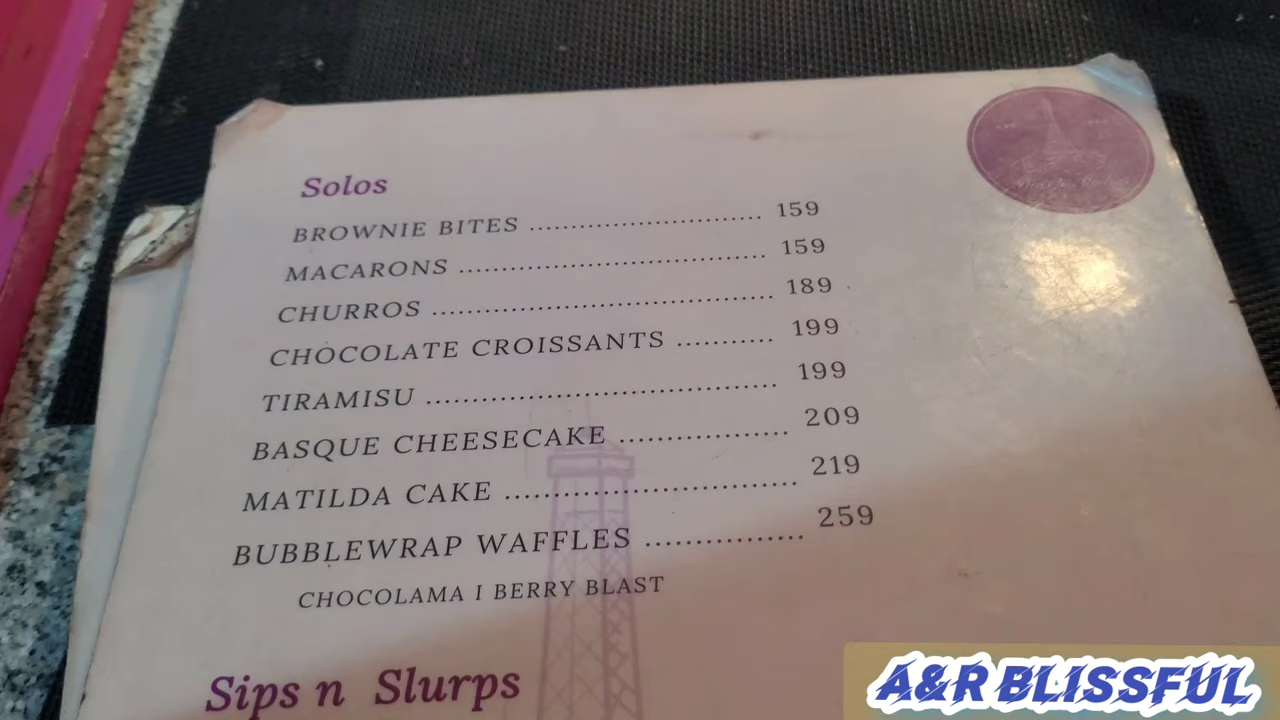 Solos
BROWNIE BITES ........................... 159
MACARONS ................................... 159
CHURROS ...................................... 189
CHOCOLATE CROISSANTS ........... 199
TIRAMISU ....................................... 199
BASQUE CHEESECAKE .................. 209
MATILDA CAKE ............................... 219
BUBBLEWRAP WAFFLES ................ 259
CHOCOLAMA I BERRY BLAST
Sips n Slurps
A&R BLISSFUL